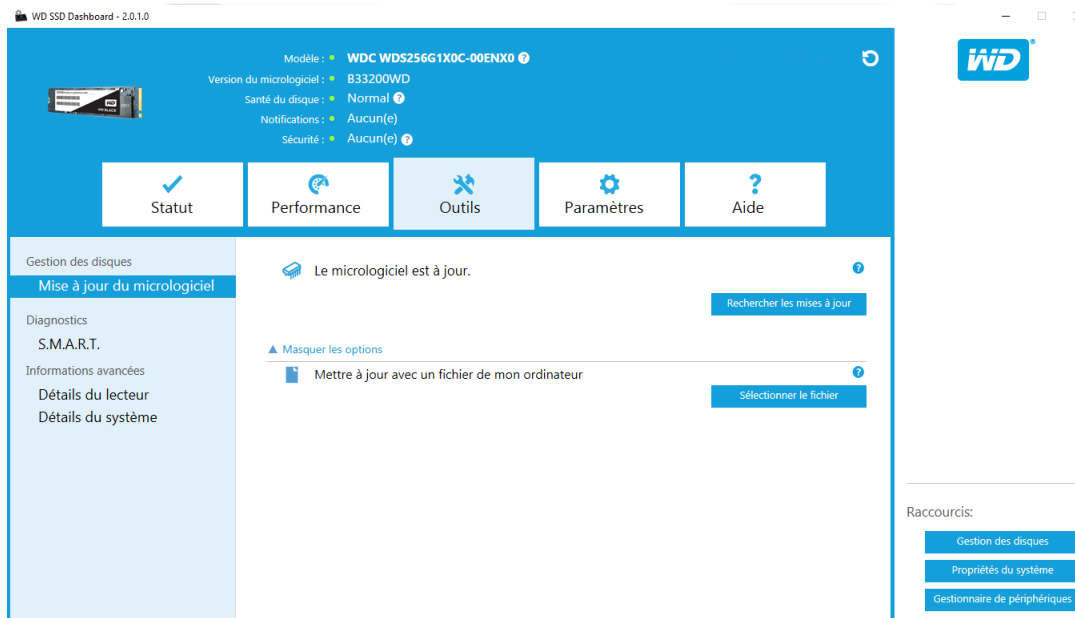 WD SSD Dashboard - 2.0.1.0
WD®
Modèle : WDC WDS256G1X0C-00ENX0 ?
Version du micrologiciel : B33200WD
Santé du disque : Normal ?
Notifications : Aucun(e)
Sécurité : Aucun(e) ?
Statut
Performance
Outils
Paramètres
? Aide
Gestion des disques
Mise à jour du micrologiciel
Diagnostics
S.M.A.R.T.
Informations avancées
Détails du lecteur
Détails du système
Le micrologiciel est à jour. ?
Rechercher les mises à jour
Masquer les options
Mettre à jour avec un fichier de mon ordinateur ?
Sélectionner le fichier
Raccourcis:
Gestion des disques
Propriétés du système
Gestionnaire de périphériques